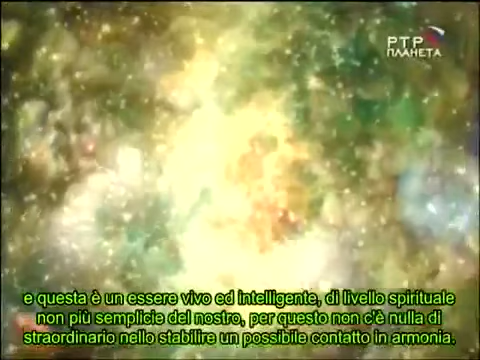 РТР
ПЛАНЕТА
e questa è un essere vivo ed intelligente, di livello spirituale
non più semplicie del nostro, per questo non c'è nulla di
straordinario nello stabilire un possibile contatto in armonia.